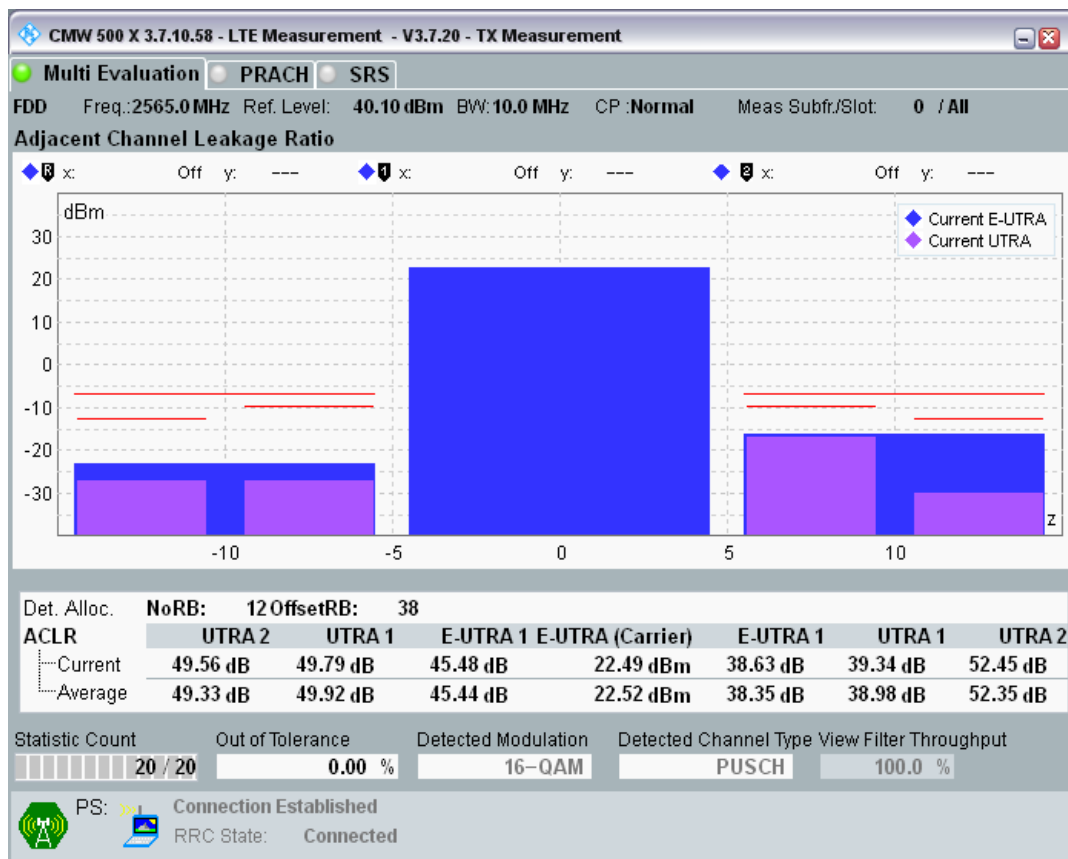 CMW 500 X 3.7.10.58 - LTE Measurement - V3.7.20 - TX Measurement
Multi Evaluation PRACH SRS
FDD Freq.:2565.0 MHz Ref. Level: 40.10 dBm BW: 10.0 MHz CP :Normal Meas Subfr./Slot: 0 / All
Adjacent Channel Leakage Ratio
R x: Off y: --- 1 x: Off y: --- 2 x: Off y: ---
dBm
Current E-UTRA
Current UTRA
30
20
10
0
-10
-20
-30
z
-10 -5 0 5 10
Det. Alloc. NoRB: 12 OffsetRB: 38
ACLR UTRA 2 UTRA 1 E-UTRA 1 E-UTRA (Carrier) E-UTRA 1 UTRA 1 UTRA 2
Current 49.56 dB 49.79 dB 45.48 dB 22.49 dBm 38.63 dB 39.34 dB 52.45 dB
Average 49.33 dB 49.92 dB 45.44 dB 22.52 dBm 38.35 dB 38.98 dB 52.35 dB
Statistic Count Out of Tolerance Detected Modulation Detected Channel Type View Filter Throughput
20 / 20 0.00 % 16-QAM PUSCH 100.0 %
PS: Connection Established
RRC State: Connected